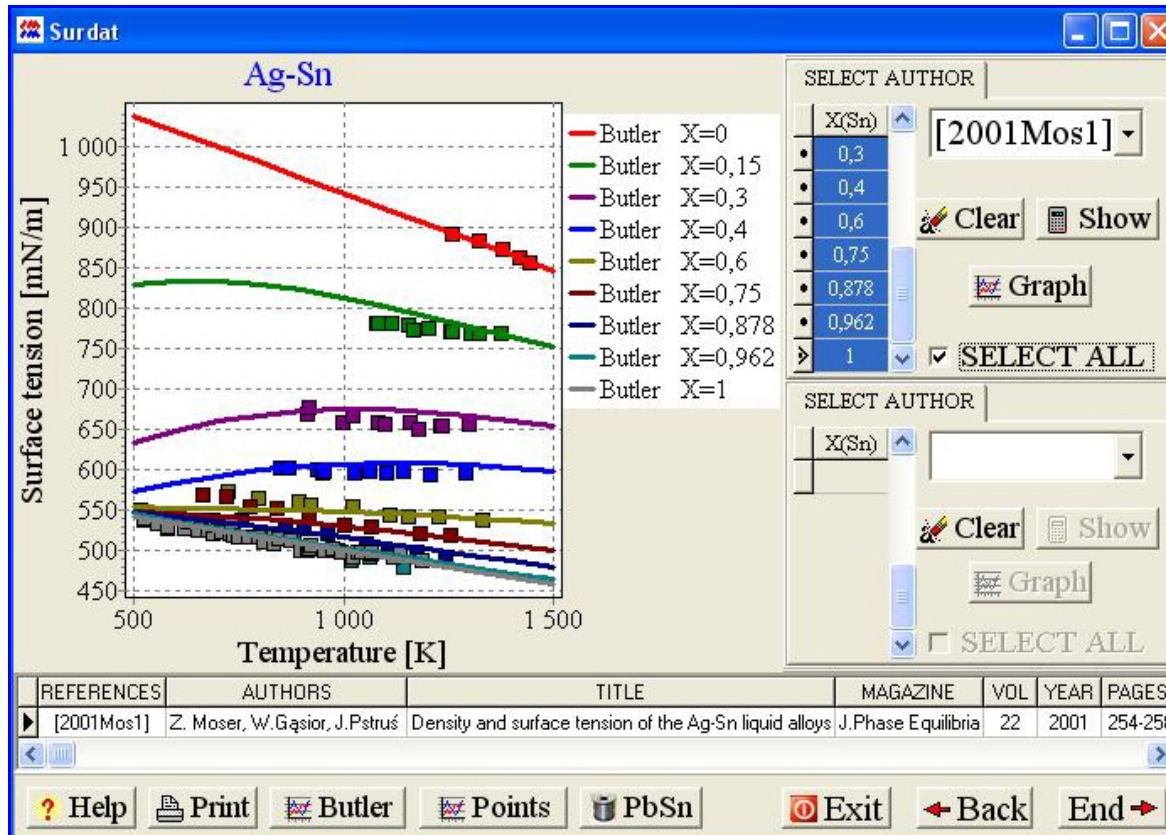 Surdat
Ag-Sn
Surface tension [mN/m]
1 000
950
900
850
800
750
700
650
600
550
500
450
500 1 000 1 500
Temperature [K]
Butler X=0
Butler X=0,15
Butler X=0,3
Butler X=0,4
Butler X=0,6
Butler X=0,75
Butler X=0,878
Butler X=0,962
Butler X=1
SELECT AUTHOR
X(Sn)
0,3
0,4
0,6
0,75
0,878
0,962
1
[2001Mos1]
Clear Show
Graph
SELECT ALL
SELECT AUTHOR
X(Sn)
Clear Show
Graph
SELECT ALL
REFERENCES AUTHORS TITLE MAGAZINE VOL YEAR PAGES
[2001Mos1] Z. Moser, W.Gąsior, J.Pstruś Density and surface tension of the Ag-Sn liquid alloys J.Phase Equilibria 22 2001 254-258
? Help Print Butler Points PbSn Exit Back End